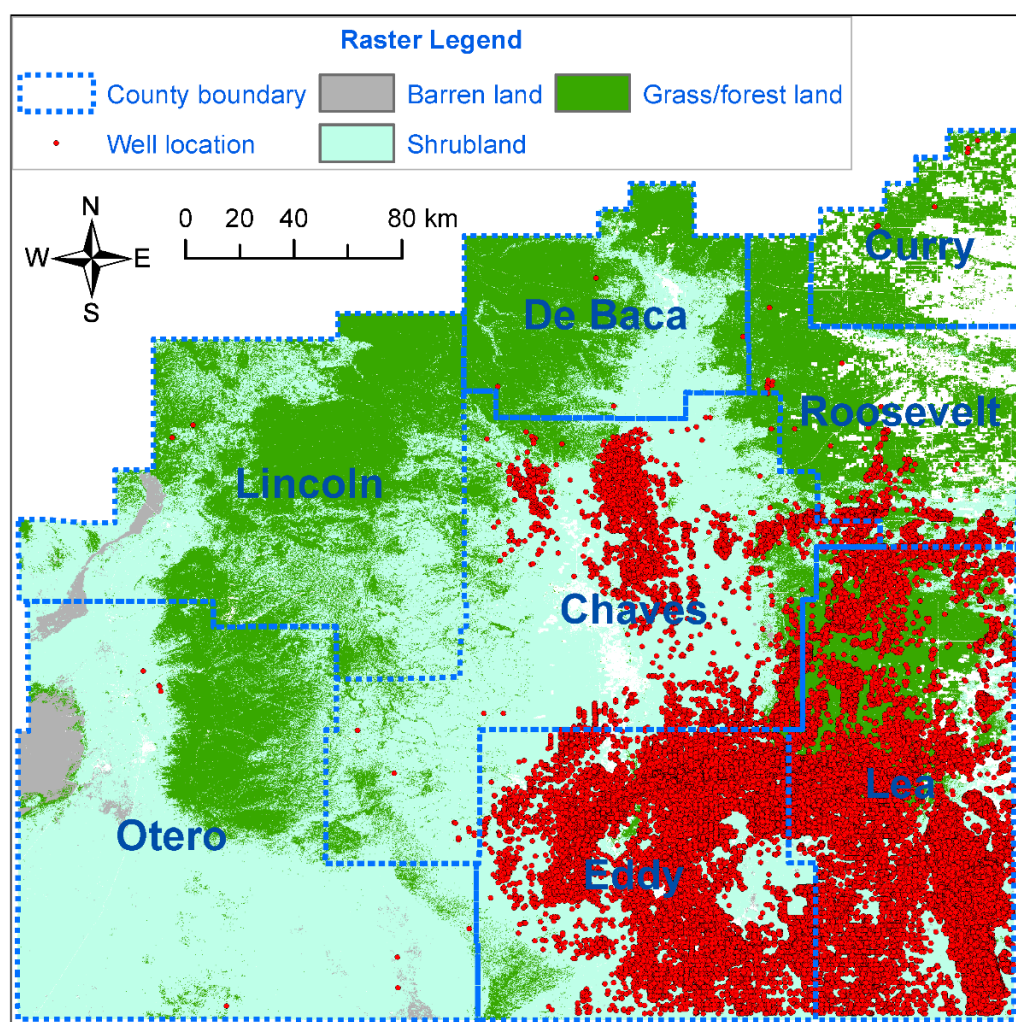 Raster Legend
County boundary Barren land Grass/forest land
Well location Shrubland
N
W E
S
0 20 40 80 km
Curry
De Baca
Roosevelt
Lincoln
Chaves
Lea
Otero
Eddy